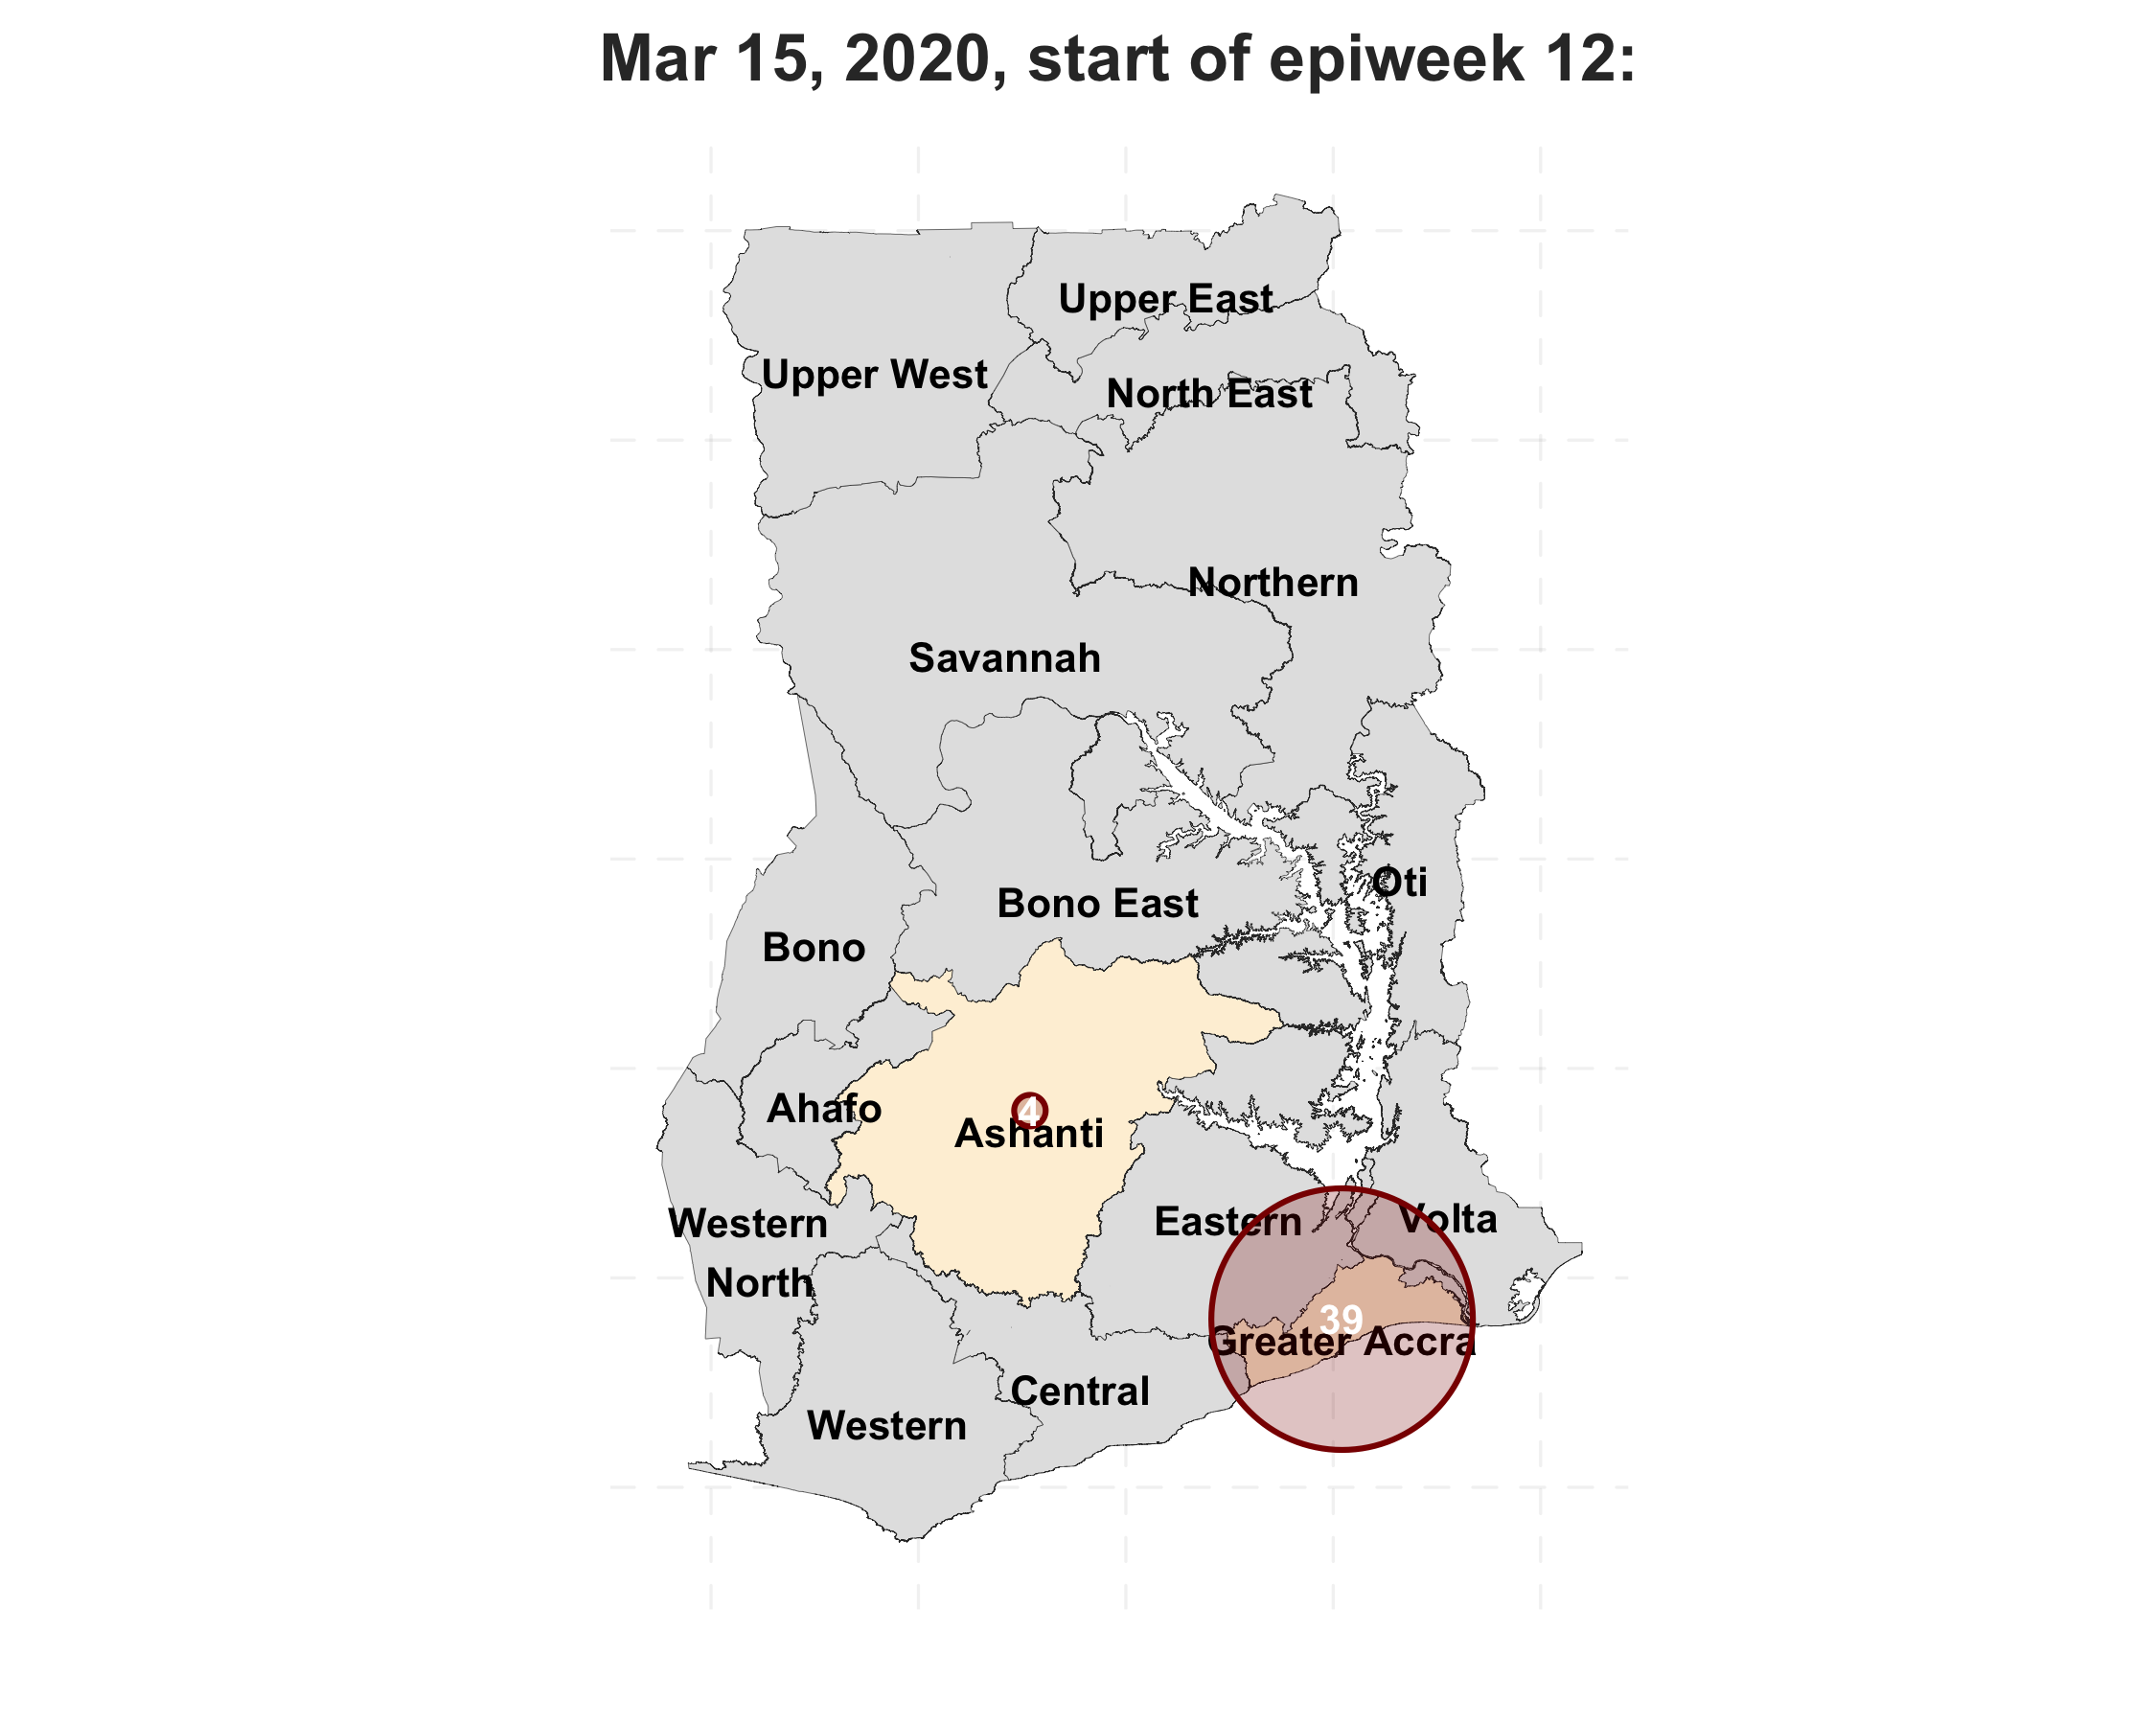 Mar 15, 2020, start of epiweek 12:
Upper East
Upper West
North East
Northern
Savannah
Oti
Bono East
Bono
Ahafo
4
Ashanti
Western
North
Eastern
Volta
39
Greater Accra
Central
Western